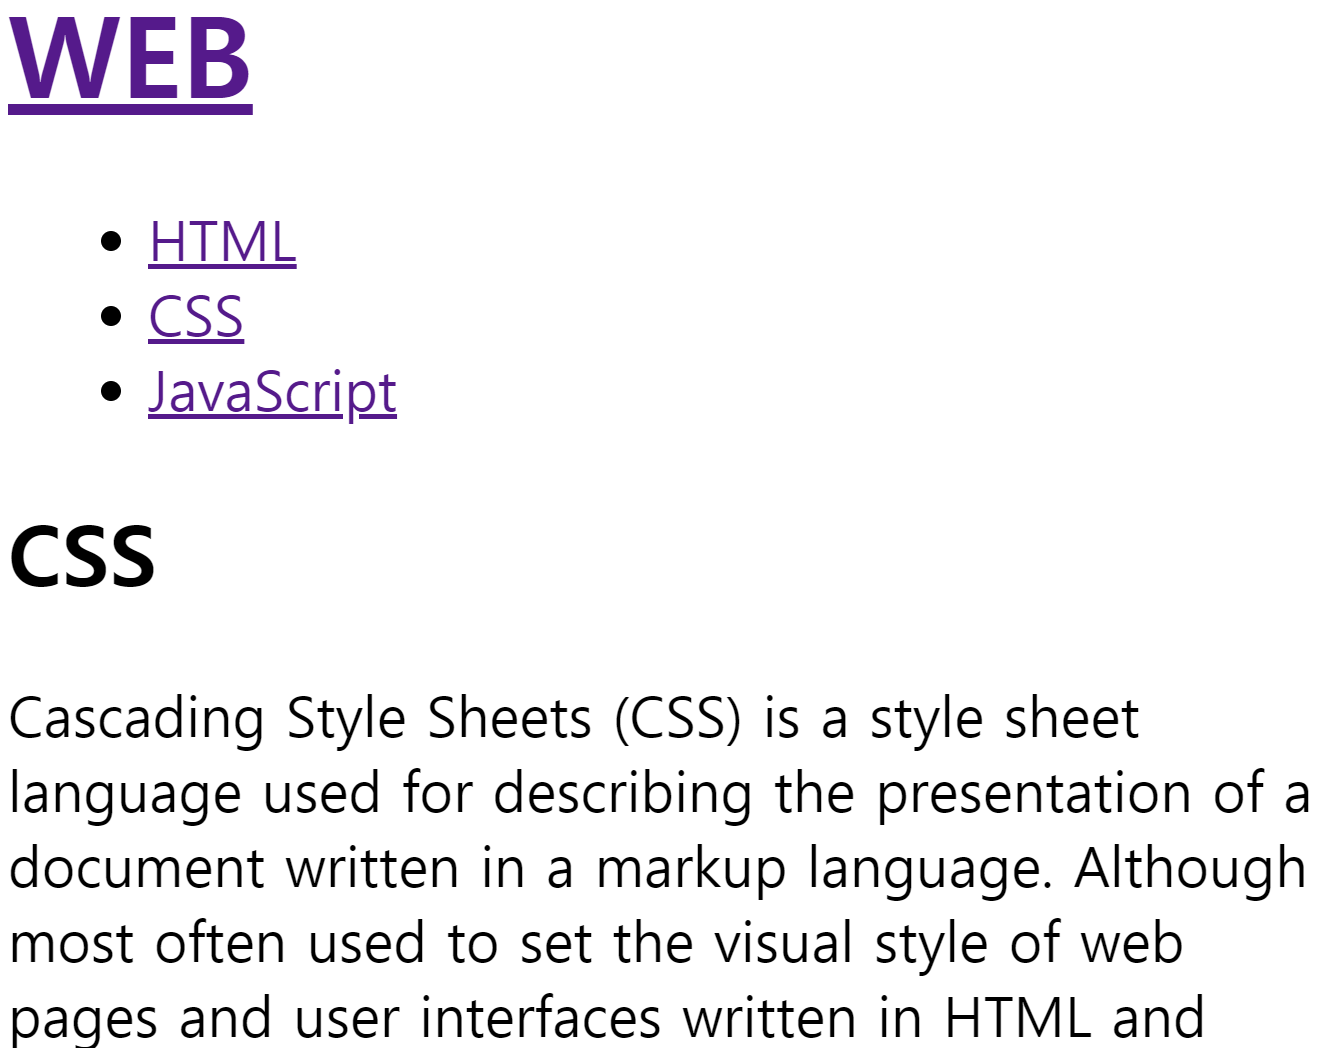 WEB
HTML
CSS
JavaScript
CSS
Cascading Style Sheets (CSS) is a style sheet
language used for describing the presentation of a
document written in a markup language. Although
most often used to set the visual style of web
pages and user interfaces written in HTML and